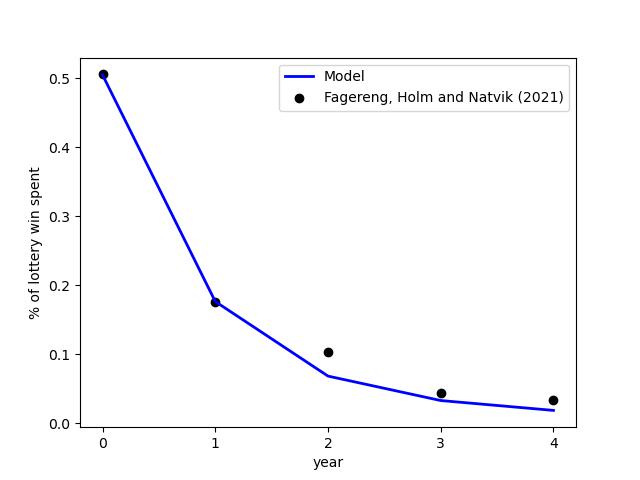 Model
Fagereng, Holm and Natvik (2021)
% of lottery win spent
0.5
0.4
0.3
0.2
0.1
0.0
0 1 2 3 4
year